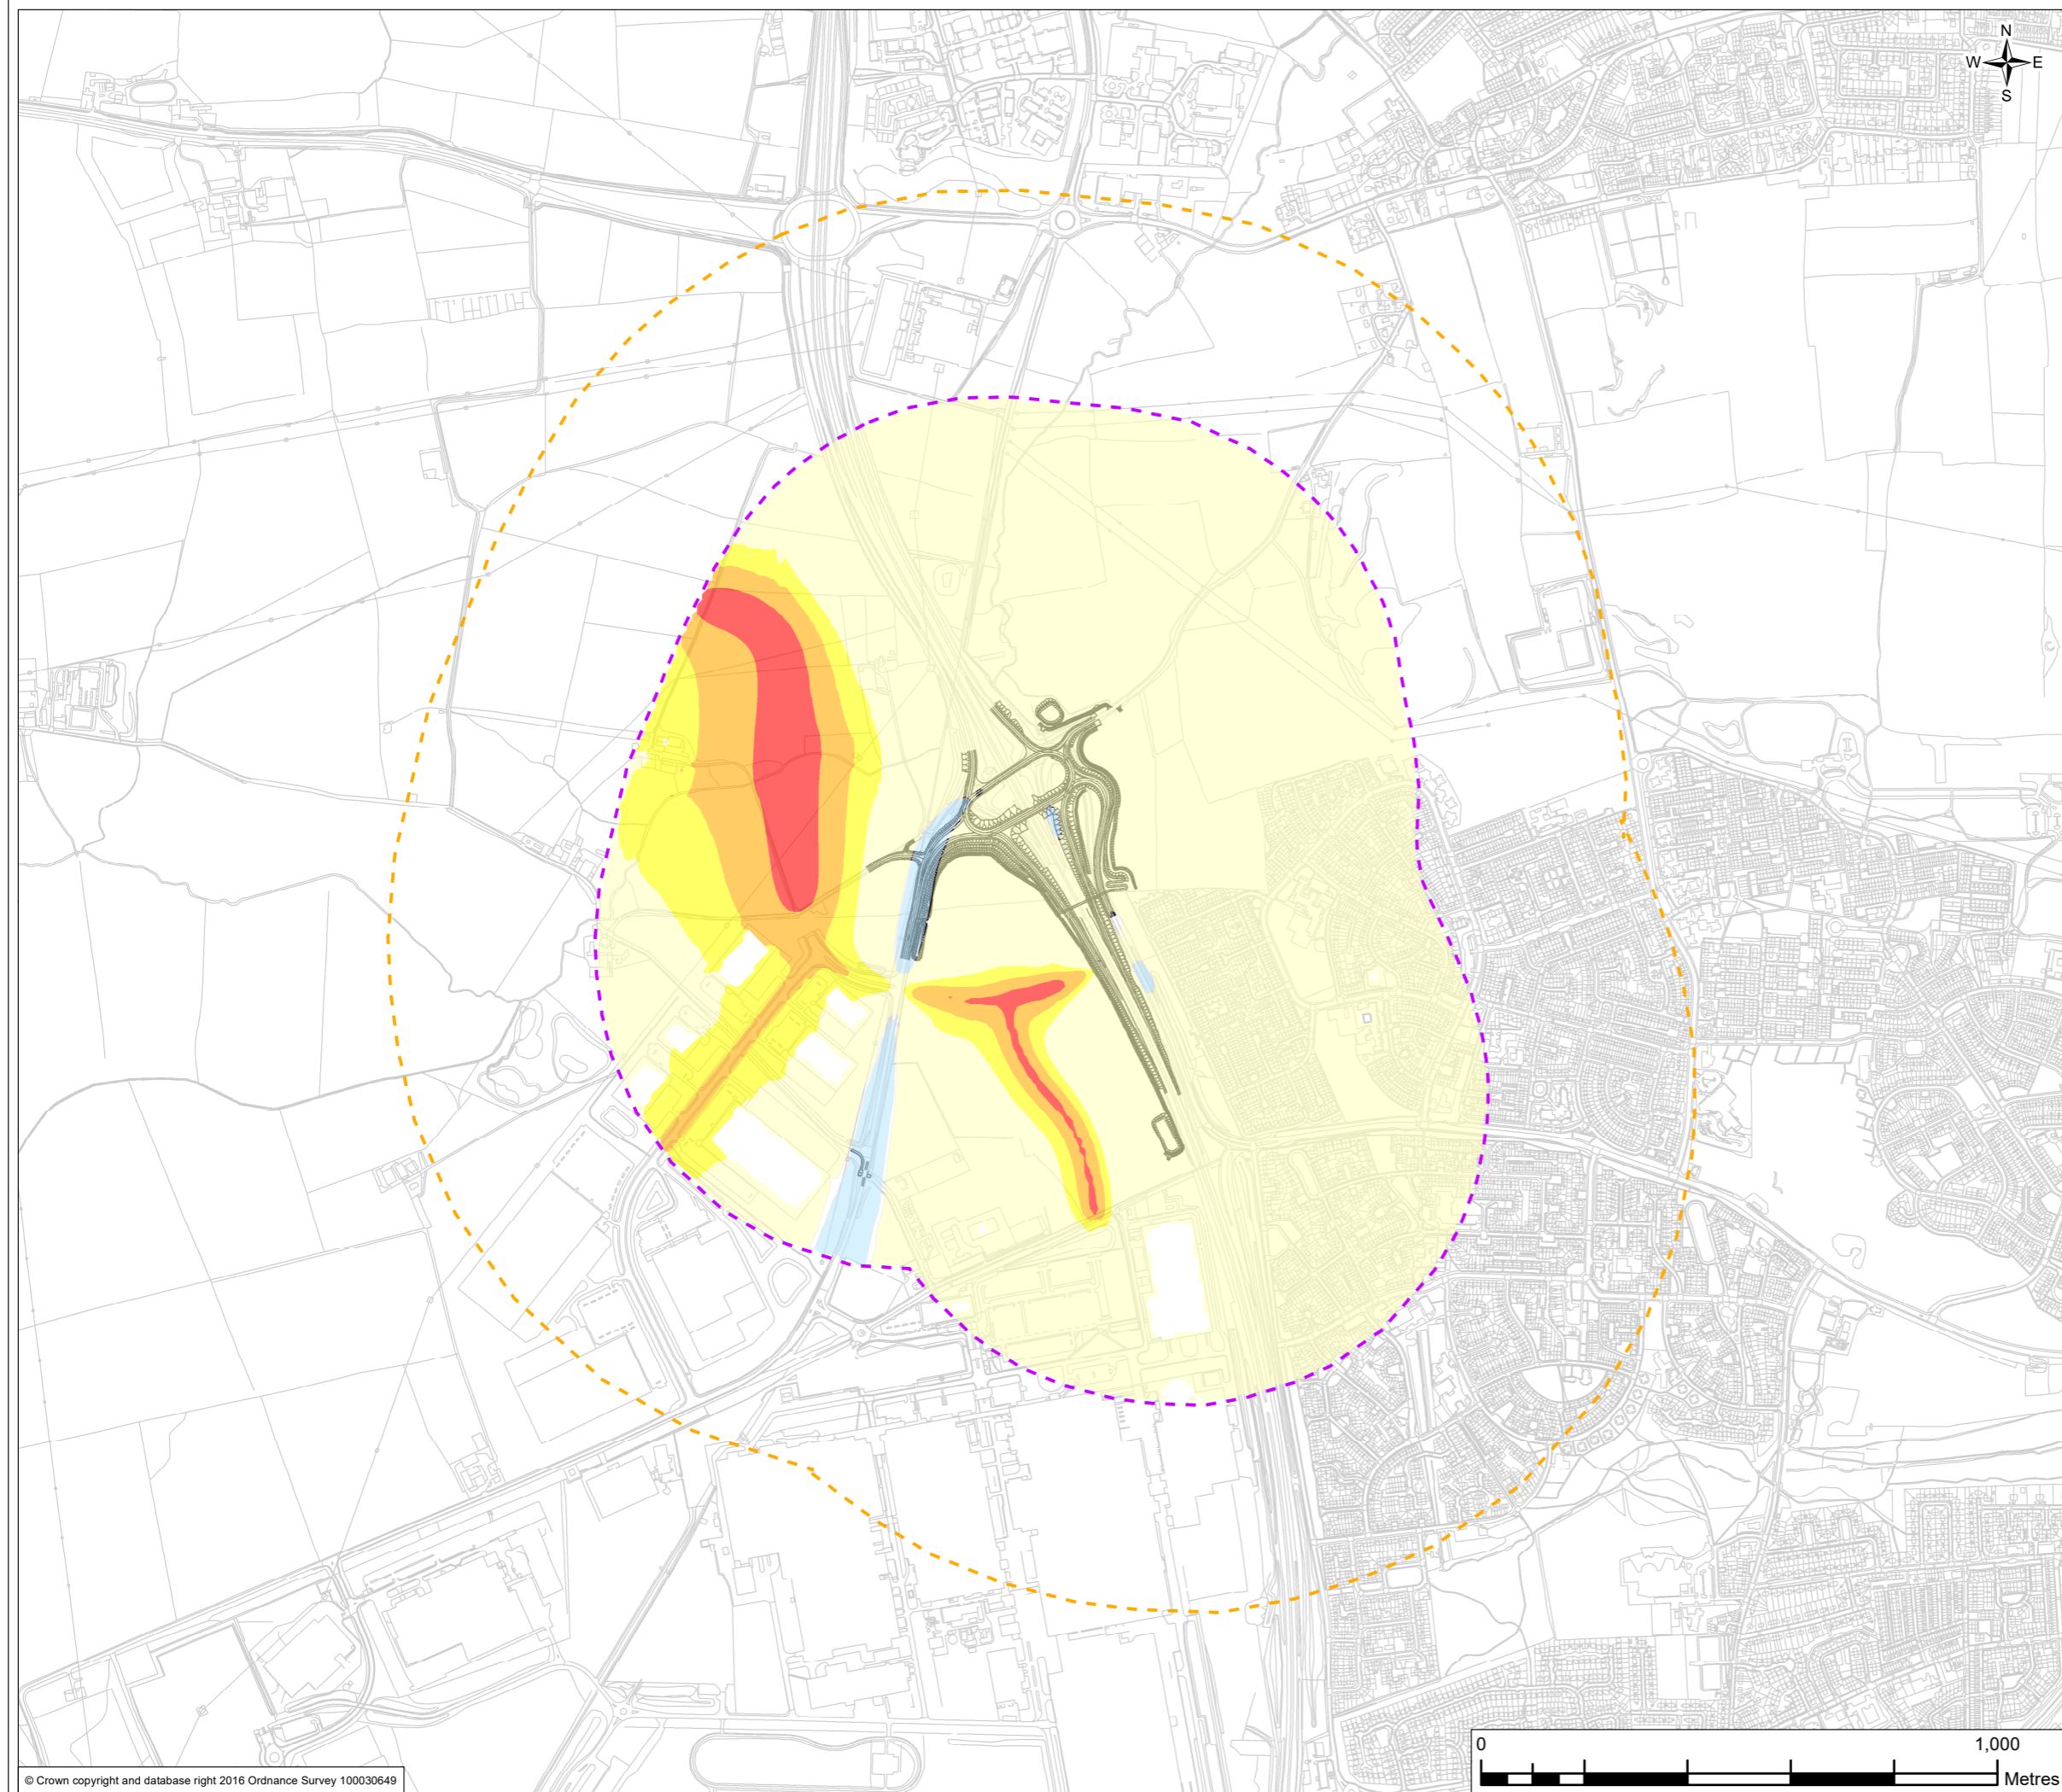 N
W E
S
0 1,000
Metres
© Crown copyright and database right 2016 Ordnance Survey 100030649